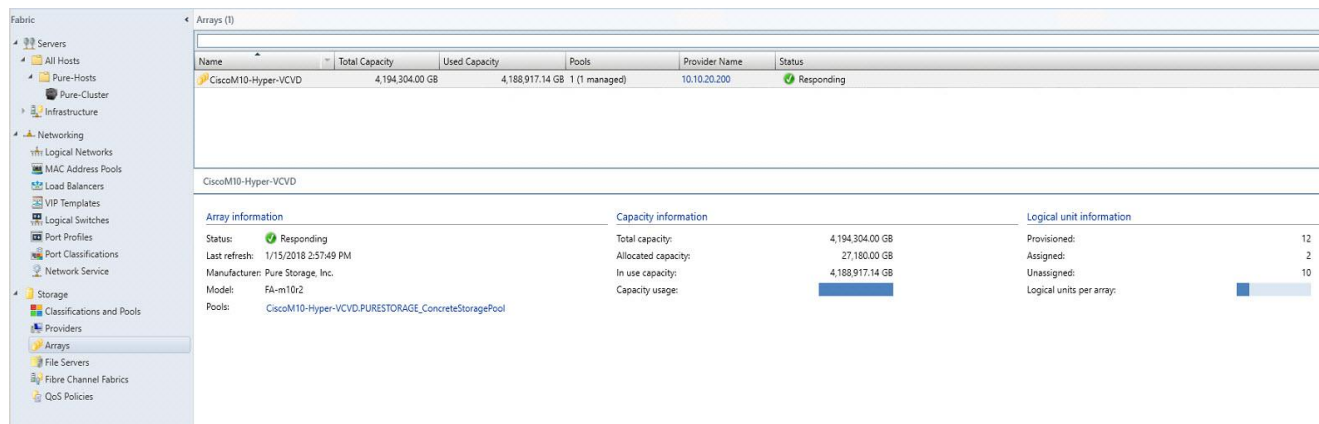 Fabric
Servers
All Hosts
Pure-Hosts
Pure-Cluster
Infrastructure
Networking
Logical Networks
MAC Address Pools
Load Balancers
VIP Templates
Logical Switches
Port Profiles
Port Classifications
Network Service
Storage
Classifications and Pools
Providers
Arrays
File Servers
Fibre Channel Fabrics
QoS Policies
Arrays (1)
Name Total Capacity Used Capacity Pools Provider Name Status
CiscoM10-Hyper-VCVD 4,194,304.00 GB 4,188,917.14 GB 1 (1 managed) 10.10.20.200 Responding
CiscoM10-Hyper-VCVD
Array information
Status: Responding
Last refresh: 1/15/2018 2:57:49 PM
Manufacturer: Pure Storage, Inc.
Model: FA-m10r2
Pools: CiscoM10-Hyper-VCVD.PURESTORAGE_ConcreteStoragePool
Capacity information
Total capacity: 4,194,304.00 GB
Allocated capacity: 27,180.00 GB
In use capacity: 4,188,917.14 GB
Capacity usage:
Logical unit information
Provisioned: 12
Assigned: 2
Unassigned: 10
Logical units per array: